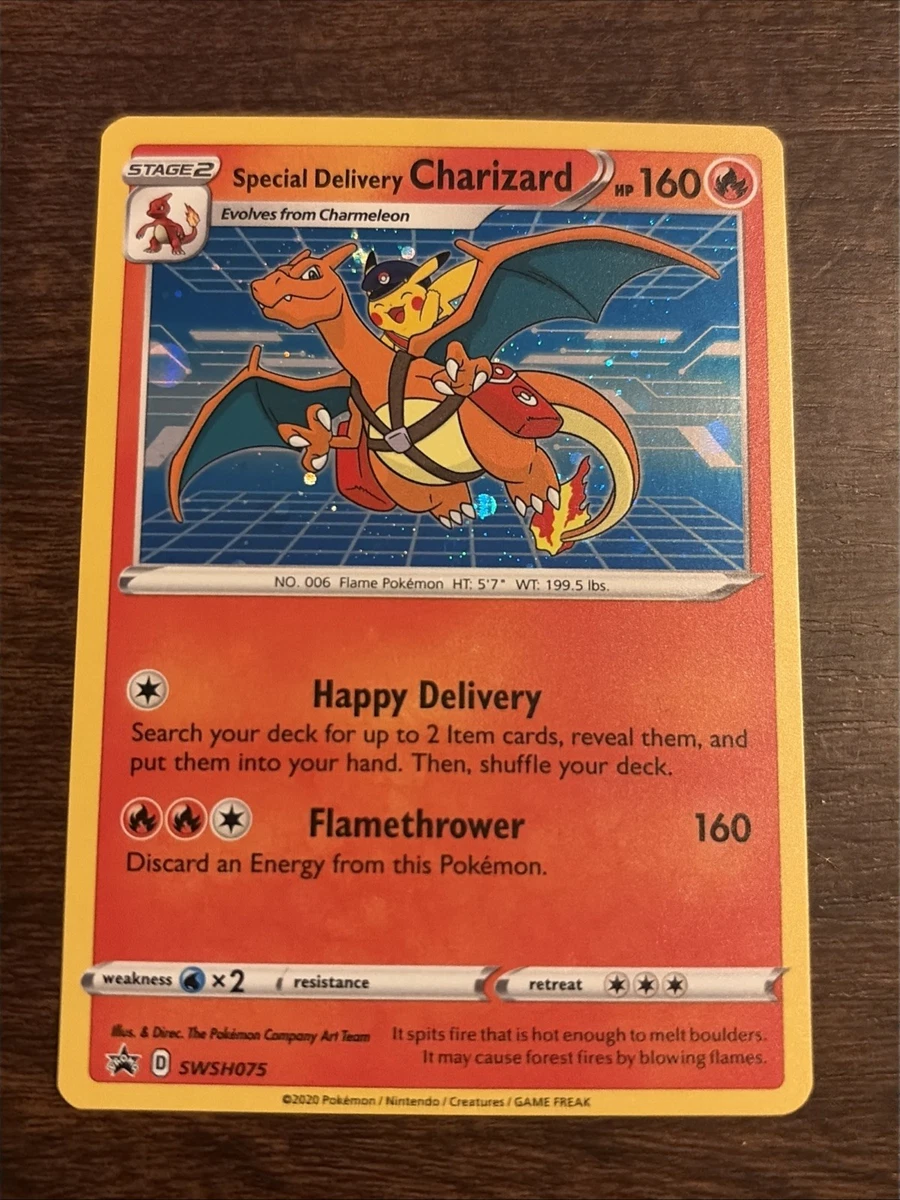 STAGE 2
Special Delivery Charizard HP 160
Evolves from Charmeleon
NO. 006 Flame Pokémon HT: 5'7" WT: 199.5 lbs.
Happy Delivery
Search your deck for up to 2 Item cards, reveal them, and
put them into your hand. Then, shuffle your deck.
Flamethrower 160
Discard an Energy from this Pokémon.
weakness ×2 resistance retreat
Illus. & Direc. The Pokémon Company Art Team
It spits fire that is hot enough to melt boulders.
It may cause forest fires by blowing flames.
D SWSH075
©2020 Pokémon / Nintendo / Creatures / GAME FREAK